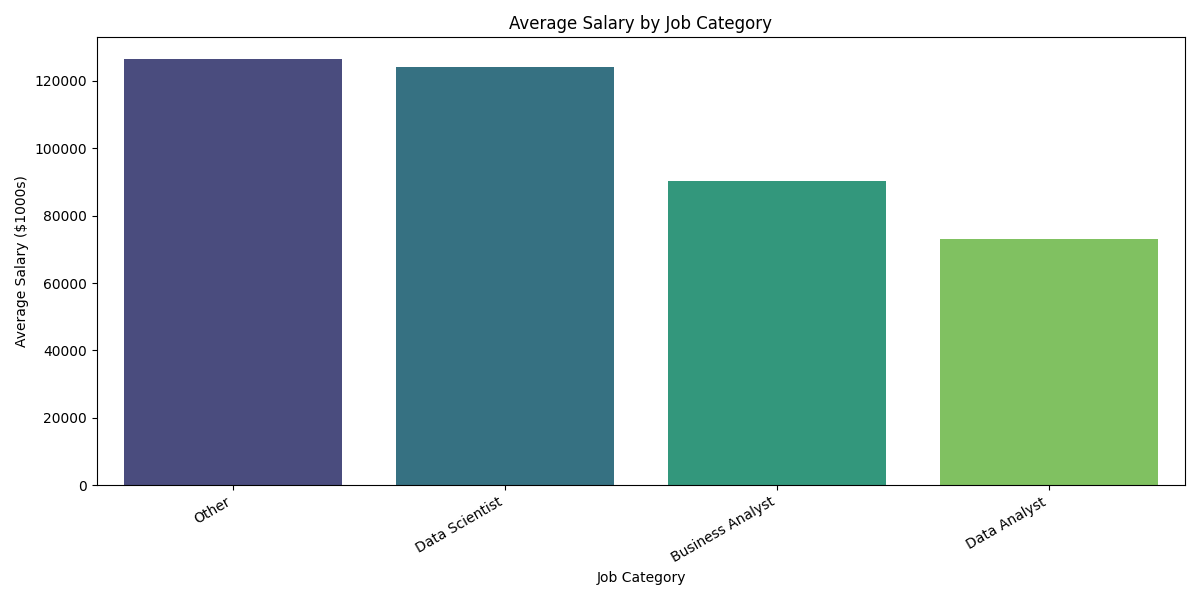 Average Salary by Job Category
Average Salary ($1000s)
120000
100000
80000
60000
40000
20000
0
Other
Data Scientist
Business Analyst
Data Analyst
Job Category